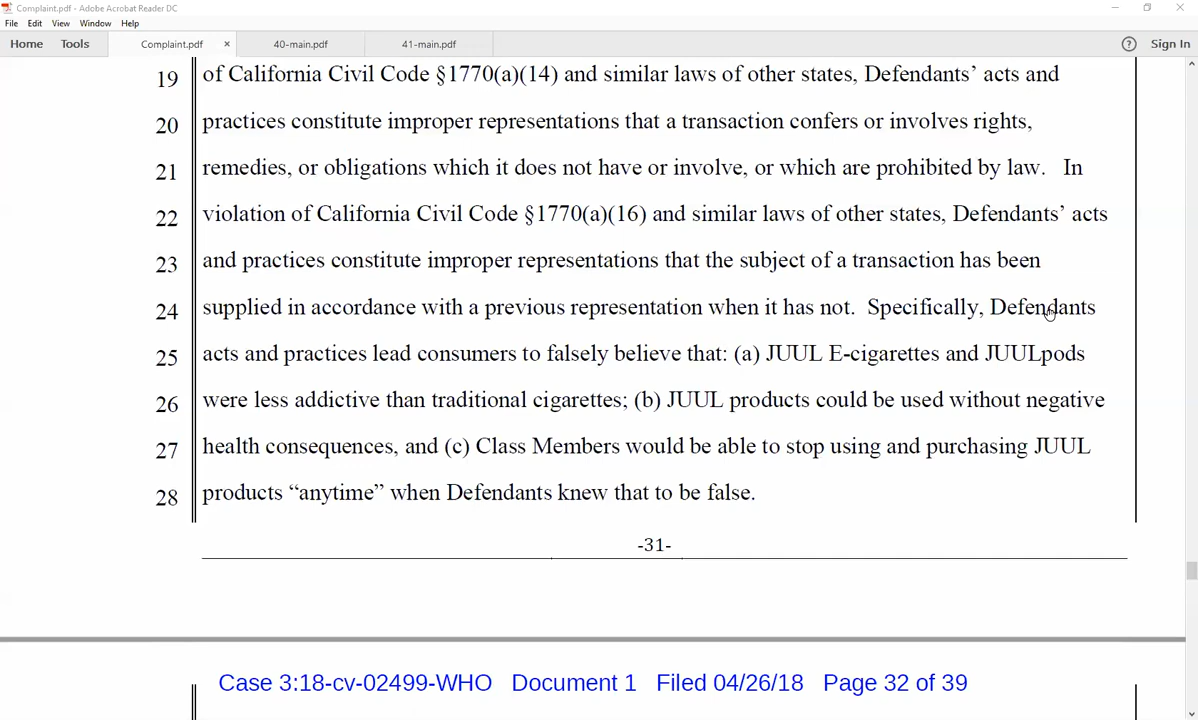 Complaint.pdf - Adobe Acrobat Reader DC
File Edit View Window Help
Home Tools Complaint.pdf × 40-main.pdf 41-main.pdf ? Sign In
19 of California Civil Code §1770(a)(14) and similar laws of other states, Defendants’ acts and
20 practices constitute improper representations that a transaction confers or involves rights,
21 remedies, or obligations which it does not have or involve, or which are prohibited by law. In
22 violation of California Civil Code §1770(a)(16) and similar laws of other states, Defendants’ acts
23 and practices constitute improper representations that the subject of a transaction has been
24 supplied in accordance with a previous representation when it has not. Specifically, Defendants
25 acts and practices lead consumers to falsely believe that: (a) JUUL E-cigarettes and JUULpods
26 were less addictive than traditional cigarettes; (b) JUUL products could be used without negative
27 health consequences, and (c) Class Members would be able to stop using and purchasing JUUL
28 products “anytime” when Defendants knew that to be false.
-31-
Case 3:18-cv-02499-WHO Document 1 Filed 04/26/18 Page 32 of 39